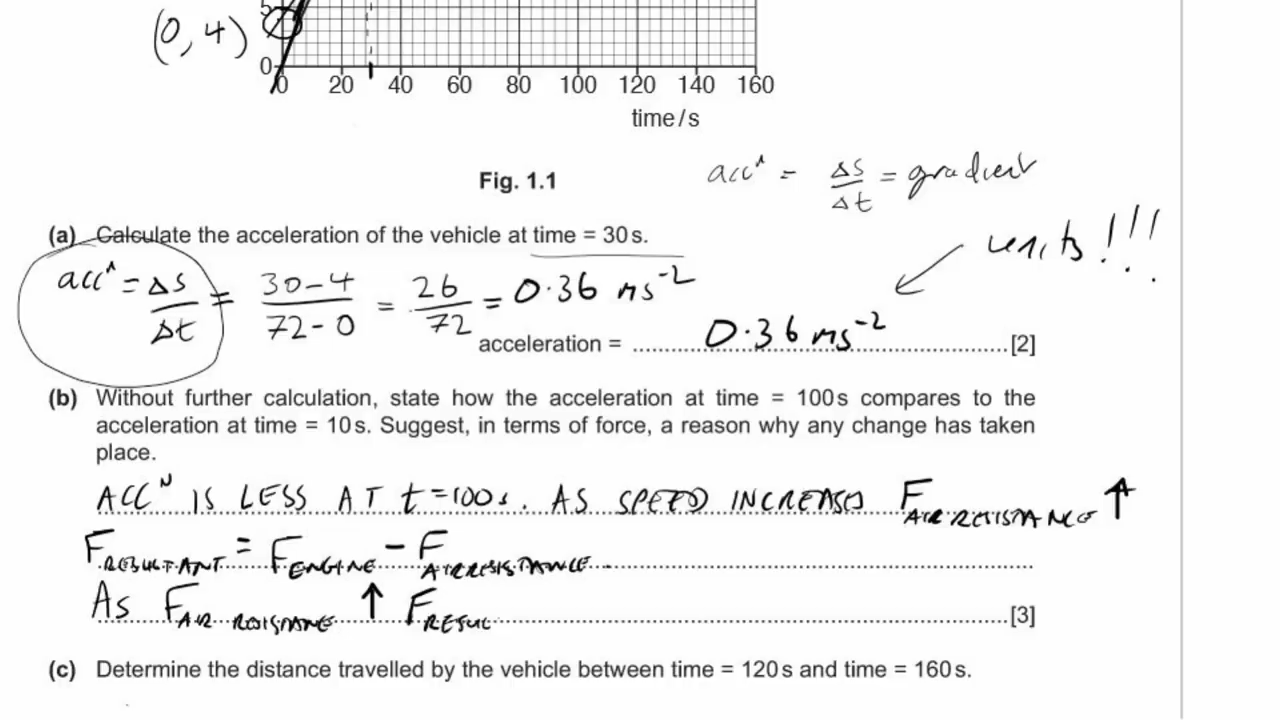 5
(0, 4)
0
0 20 40 60 80 100 120 140 160
time/s
Fig. 1.1
accⁿ = Δs/Δt = gradient
(a) Calculate the acceleration of the vehicle at time = 30 s.
units!!!
accⁿ = Δs/Δt = 30-4/72-0 = 26/72 = 0.36 ms⁻²
acceleration = 0.36 ms⁻² [2]
(b) Without further calculation, state how the acceleration at time = 100 s compares to the
acceleration at time = 10 s. Suggest, in terms of force, a reason why any change has taken
place.
ACCᴺ IS LESS AT t=100s. AS SPEED INCREASES F AIR RESISTANCE ↑
F RESULTANT = F ENGINE - F AIR RESISTANCE
AS F AIR RESISTANCE ↑ F RESUL [3]
(c) Determine the distance travelled by the vehicle between time = 120 s and time = 160 s.